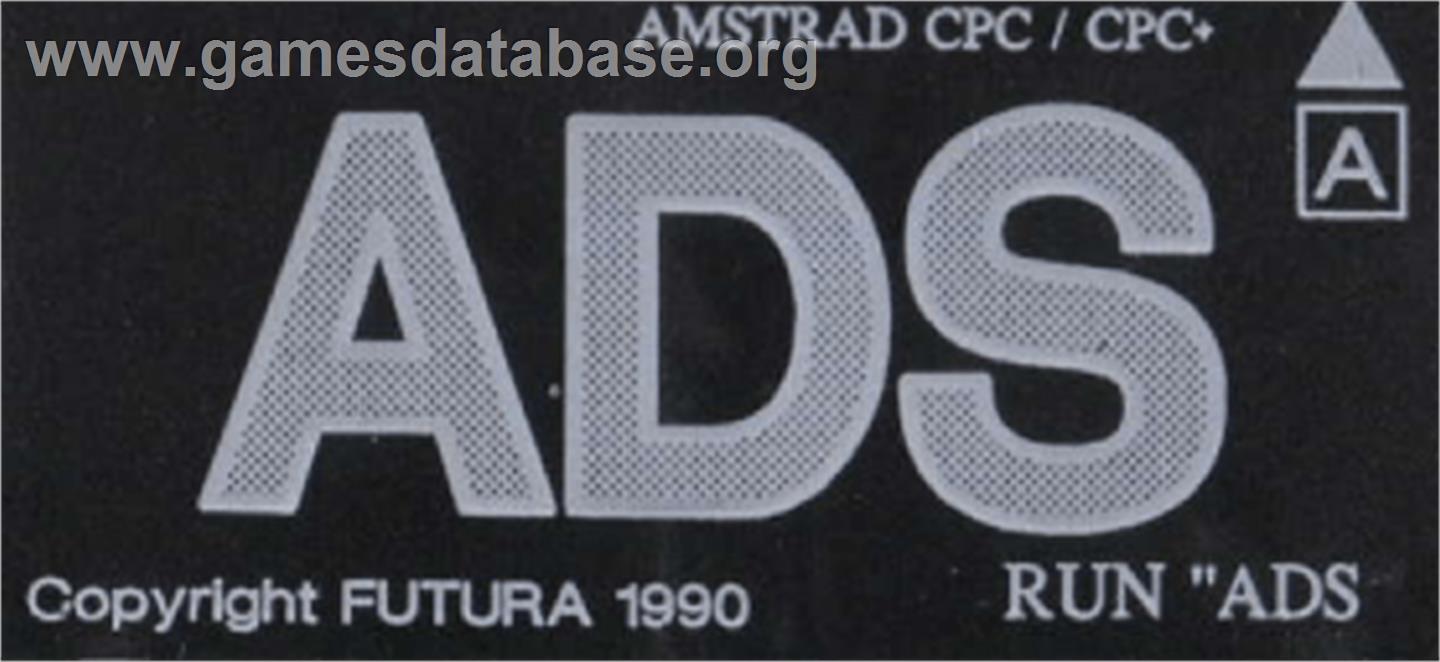 AMSTRAD CPC / CPC+
www.gamesdatabase.org
A
ADS
Copyright FUTURA 1990
RUN "ADS